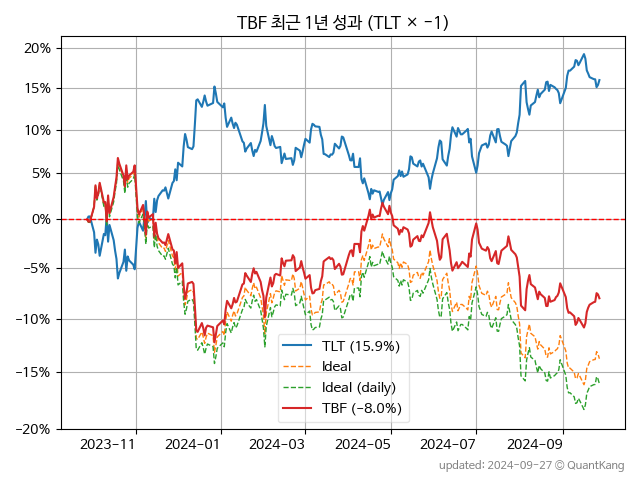 TBF 최근 1년 성과 (TLT × −1)
20%
15%
10%
5%
0%
−5%
−10%
−15%
−20%
TLT (15.9%)
Ideal
Ideal (daily)
TBF (−8.0%)
2023−11
2024−01
2024−03
2024−05
2024−07
2024−09
updated: 2024-09-27 © QuantKang